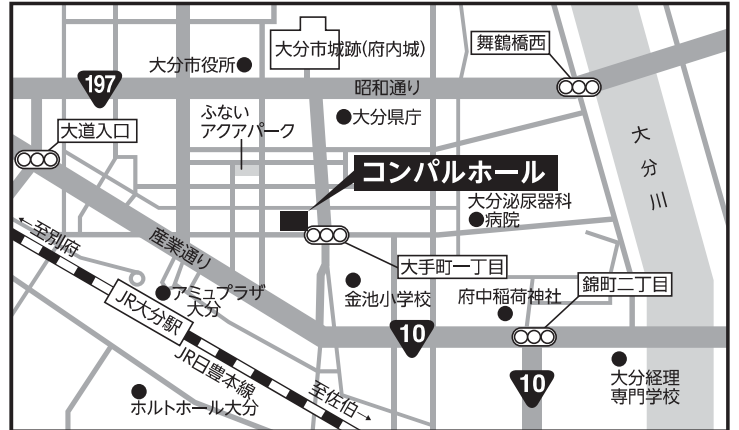 大分市城跡(府内城)
舞鶴橋西
大分市役所
197
昭和通り
ふない
アクアパーク
大分県庁
大道入口
大分川
コンパルホール
大分泌尿器科
病院
←至別府
産業通り
大手町一丁目
錦町二丁目
アミュプラザ
大分
金池小学校
府中稲荷神社
JR大分駅
10
JR日豊本線
大分経理
専門学校
10
至佐伯→
ホルトホール大分